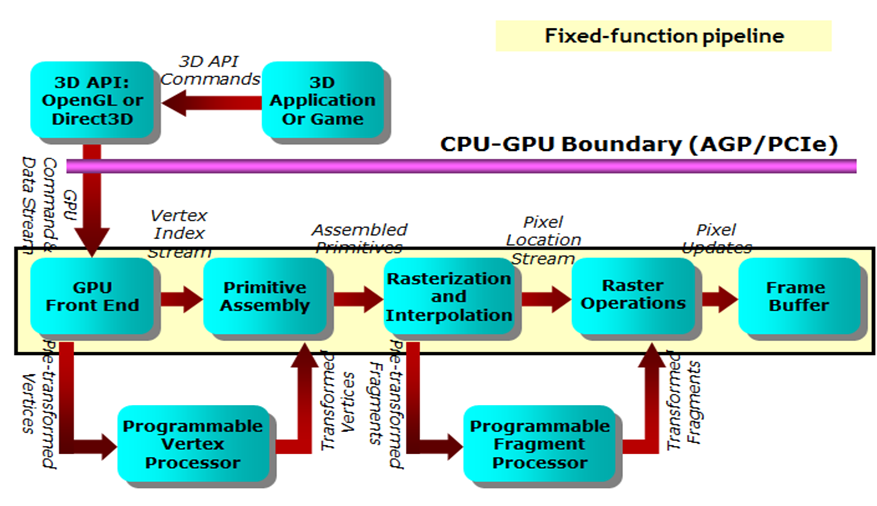 Fixed-function pipeline
3D API
Commands
3D API:
OpenGL or
Direct3D
3D
Application
Or Game
CPU-GPU Boundary (AGP/PCIe)
GPU
Command &
Data Stream
Vertex
Index
Stream
Assembled
Primitives
Pixel
Location
Stream
Pixel
Updates
GPU
Front End
Primitive
Assembly
Rasterization
and
Interpolation
Raster
Operations
Frame
Buffer
Pre-transformed
Vertices
Transformed
Vertices
Pre-transformed
Fragments
Transformed
Fragments
Programmable
Vertex
Processor
Programmable
Fragment
Processor